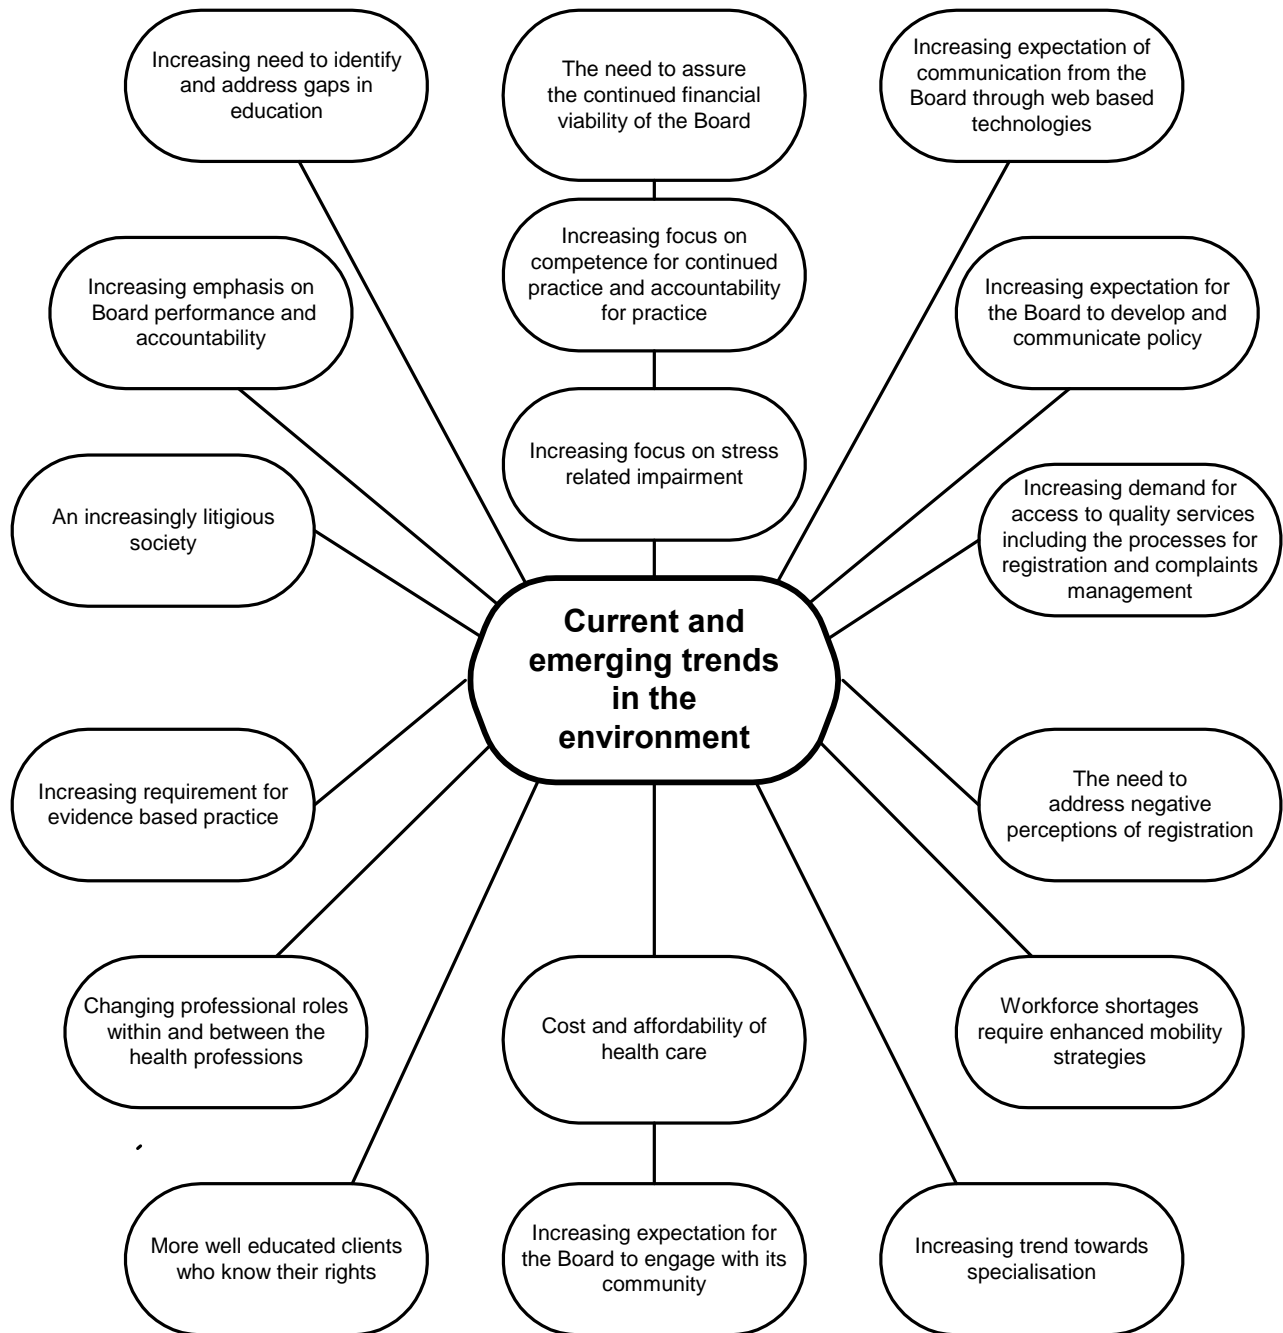 Increasing need to identify
and address gaps in
education
The need to assure
the continued financial
viability of the Board
Increasing expectation of
communication from the
Board through web based
technologies
Increasing emphasis on
Board performance and
accountability
Increasing focus on
competence for continued
practice and accountability
for practice
Increasing expectation for
the Board to develop and
communicate policy
An increasingly litigious
society
Increasing focus on stress
related impairment
Increasing demand for
access to quality services
including the processes for
registration and complaints
management
Current and
emerging trends
in the
environment
Increasing requirement for
evidence based practice
The need to
address negative
perceptions of registration
Changing professional roles
within and between the
health professions
Cost and affordability of
health care
Workforce shortages
require enhanced mobility
strategies
More well educated clients
who know their rights
Increasing expectation for
the Board to engage with its
community
Increasing trend towards
specialisation